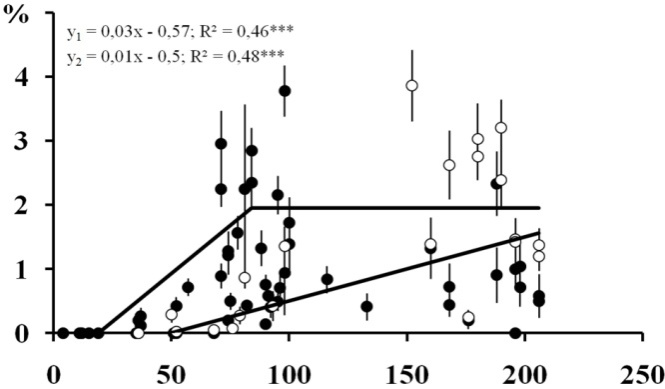 %
y₁ = 0,03x - 0,57; R² = 0,46***
y₂ = 0,01x - 0,5; R² = 0,48***
5
4
3
2
1
0
0 50 100 150 200 250